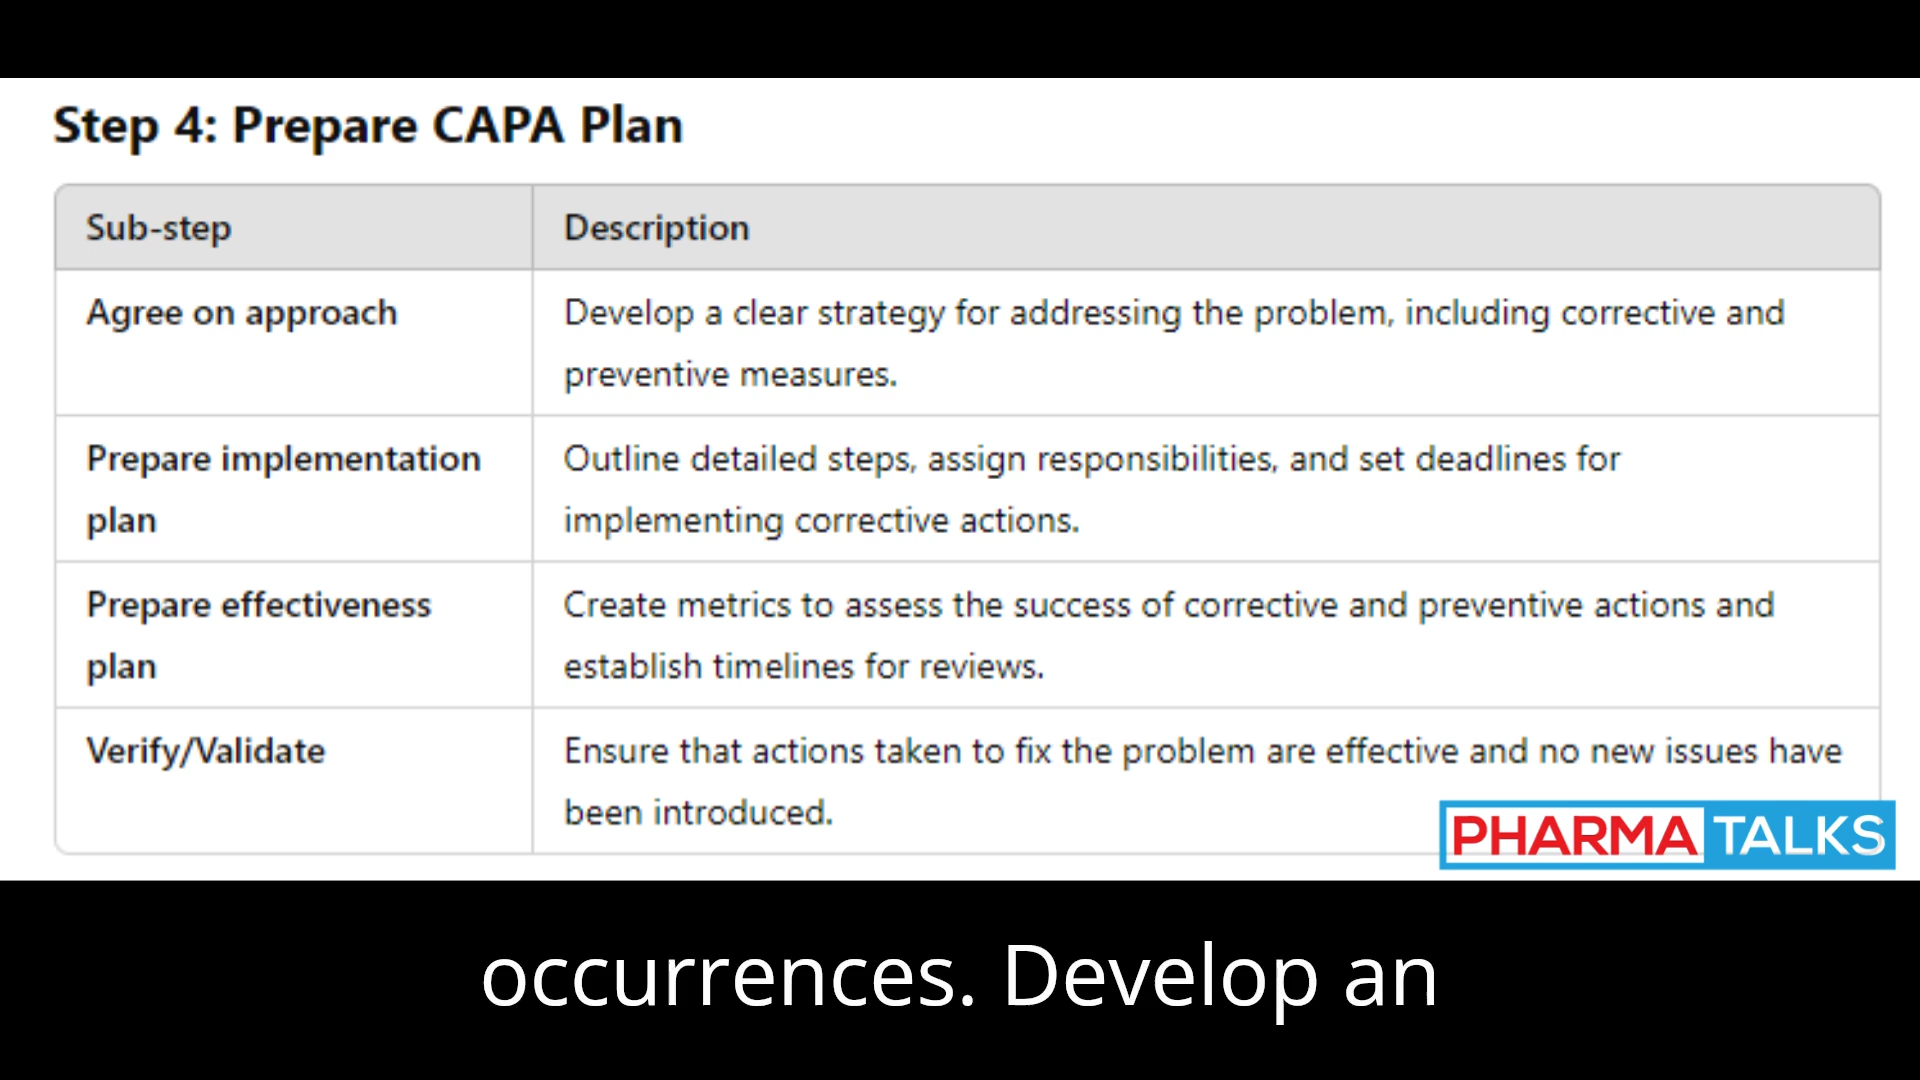 Step 4: Prepare CAPA Plan
Sub-step
Description
Agree on approach
Develop a clear strategy for addressing the problem, including corrective and
preventive measures.
Prepare implementation
plan
Outline detailed steps, assign responsibilities, and set deadlines for
implementing corrective actions.
Prepare effectiveness
plan
Create metrics to assess the success of corrective and preventive actions and
establish timelines for reviews.
Verify/Validate
Ensure that actions taken to fix the problem are effective and no new issues have
been introduced.
PHARMA TALKS
occurrences. Develop an